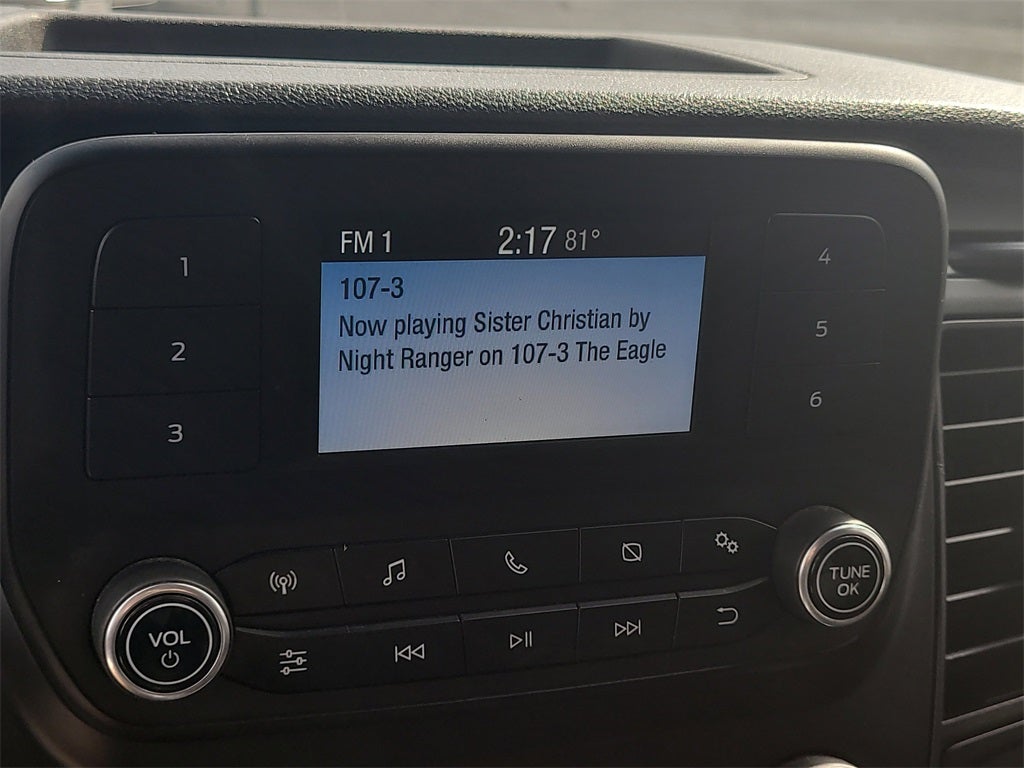 FM 1 2:17 81°
107-3
Now playing Sister Christian by
Night Ranger on 107-3 The Eagle
1
2
3
4
5
6
VOL
TUNE
OK